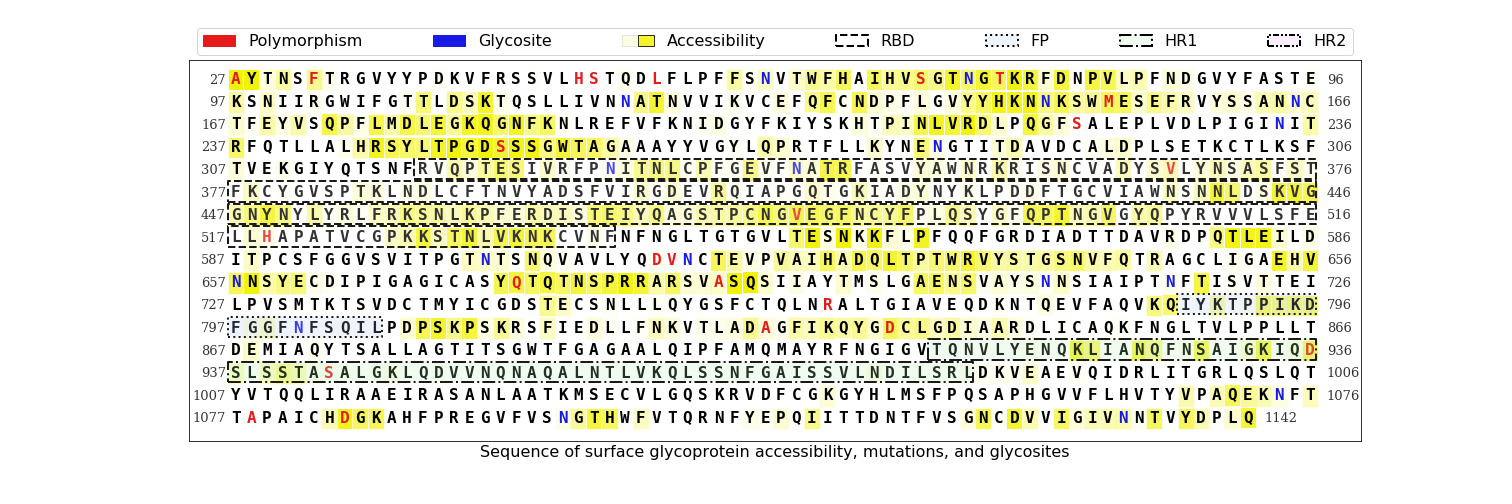 Polymorphism Glycosite Accessibility RBD FP HR1 HR2
27 AYTNSFTRGVYYPDKVFRSSVLHSTQDLFLPFFSNVTWFHAIHVSGTNGTKRFDNPVLPFNDGVYFASTE 96
97 KSNIIRGWIFGTTLDSKTQSLLIVNNATNVVIKVCEFQFCNDPFLGVYYHKNNKSWMESEFRVYSSANNC 166
167 TFEYVSQPFLMDLEGKQGNFKNLREFVFKNIDGYFKIYSKHTPINLVRDLPQGFSALEPLVDLPIGINIT 236
237 RFQTLLALHRSYLTPGDSSSGWTAGAAAYYVGYLQPRTFLLKYNENGTITDAVDCALDPLSETKCTLKSF 306
307 TVEKGIYQTSNFRVQPTESIVRFPNITNLCPFGEVFNATRFASVYAWNRKRISNCVADYSVLYNSASFST 376
377 FKCYGVSPTKLNDLCFTNVYADSFVIRGDEVRQIAPGQTGKIADYNYKLPDDFTGCVIAWNSNNLDSKVG 446
447 GNYNYLYRLFRKSNLKPFERDISTEIYQAGSTPCNGVEGFNCYFPLQSYGFQPTNGVGYQPYRVVVLSFE 516
517 LLHAPATVCGPKKSTNLVKNKCVNFNFNGLTGTGVLTESNKKFLPFQQFGRDIADTTDAVRDPQTLEILD 586
587 ITPCSFGGVSVITPGTNTSNQVAVLYQDVNCTEVPVAIHADQLTPTWRVYSTGSNVFQTRAGCLIGAEHV 656
657 NNSYECDIPIGAGICASYQTQTNSPRRARSVASQSIIAYTMSLGAENSVAYSNNSIAIPTNFTISVTTEI 726
727 LPVSMTKTSVDCTMYICGDSTECSNLLLQYGSFCTQLNRALTGIAVEQDKNTQEVFAQVKQIYKTPPIKD 796
797 FGGFNFSQILPDPSKPSKRSFIEDLLFNKVTLADAGFIKQYGDCLGDIAARDLICAQKFNGLTVLPPLLT 866
867 DEMIAQYTSALLAGTITSGWTFGAGAALQIPFAMQMAYRFNGIGVTQNVLYENQKLIANQFNSAIGKIQD 936
937 SLSSTASALGKLQDVVNQNAQALNTLVKQLSSNFGAISSVLNDILSRLDKVEAEVQIDRLITGRLQSLQT 1006
1007 YVTQQLIRAAEIRASANLAATKMSECVLGQSKRVDFCGKGYHLMSFPQSAPHGVVFLHVTYVPAQEKNFT 1076
1077 TAPAICHDGKAHFPREGVFVSNGTHWFVTQRNFYEPQIITTDNTFVSGNCDVVIGIVNNTVYDPLQ 1142
Sequence of surface glycoprotein accessibility, mutations, and glycosites